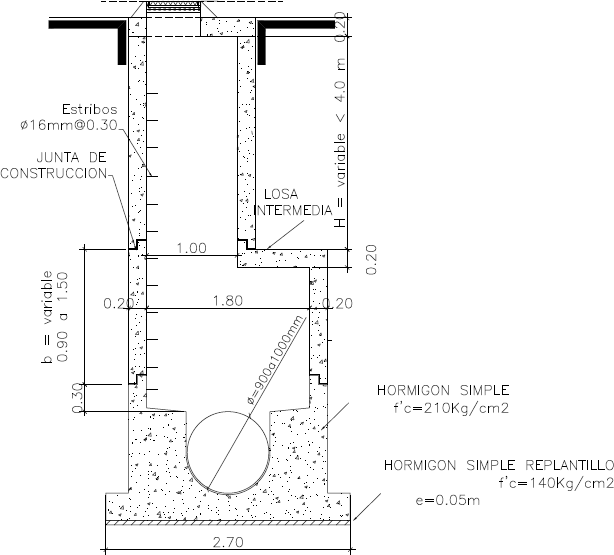 0.20
H = variable < 4.0 m
Estribos
Ø16mm@0.30
JUNTA DE
CONSTRUCCION
LOSA
INTERMEDIA
1.00
0.20
b = variable
0.90 a 1.50
0.20
1.80
0.20
Ø=900a1000mm
0.30
HORMIGON SIMPLE
f'c=210Kg/cm2
HORMIGON SIMPLE REPLANTILLO
f'c=140Kg/cm2
e=0.05m
2.70